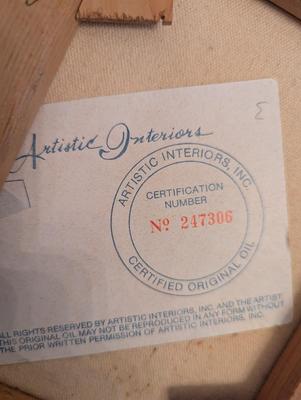 Artistic Interiors
ARTISTIC INTERIORS, INC.
CERTIFICATION
NUMBER
No 247306
CERTIFIED ORIGINAL OIL
ALL RIGHTS RESERVED BY ARTISTIC INTERIORS, INC. AND THE ARTIST
THIS ORIGINAL OIL MAY NOT BE REPRODUCED IN ANY FORM WITHOUT
THE PRIOR WRITTEN PERMISSION OF ARTISTIC INTERIORS, INC.